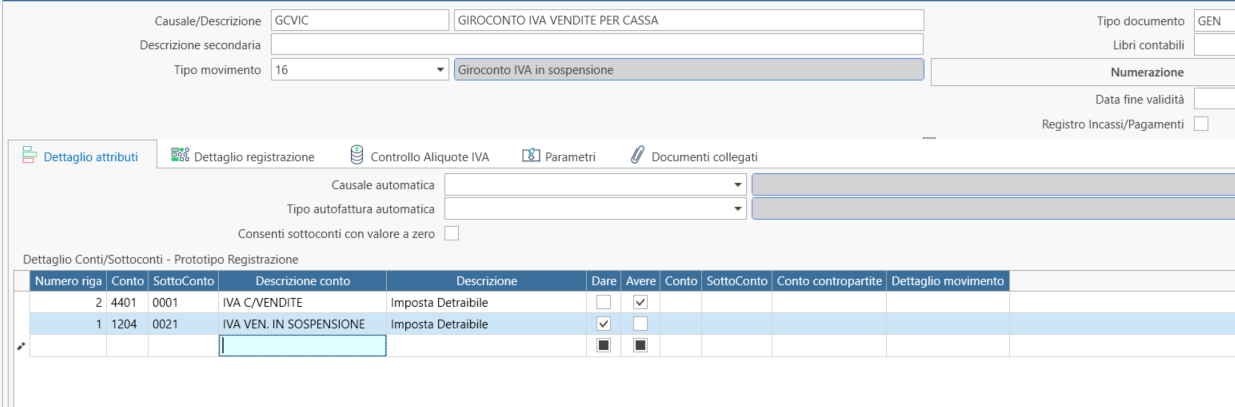 Causale/Descrizione GCVIC GIROCONTO IVA VENDITE PER CASSA Tipo documento GEN
Descrizione secondaria Libri contabili
Tipo movimento 16 Giroconto IVA in sospensione Numerazione
Data fine validità
Registro Incassi/Pagamenti
Dettaglio attributi Dettaglio registrazione Controllo Aliquote IVA Parametri Documenti collegati
Causale automatica
Tipo autofattura automatica
Consenti sottoconti con valore a zero
Dettaglio Conti/Sottoconti - Prototipo Registrazione
Numero riga Conto SottoConto Descrizione conto Descrizione Dare Avere Conto SottoConto Conto contropartite Dettaglio movimento
2 4401 0001 IVA C/VENDITE Imposta Detraibile
1 1204 0021 IVA VEN. IN SOSPENSIONE Imposta Detraibile